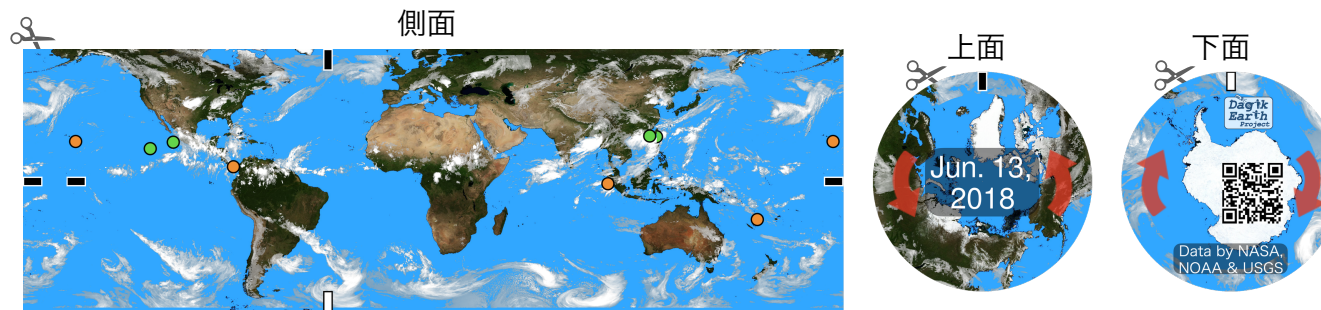 側面
上面
下面
Jun. 13,
2018
Dagik
Earth
Project
Data by NASA,
NOAA & USGS